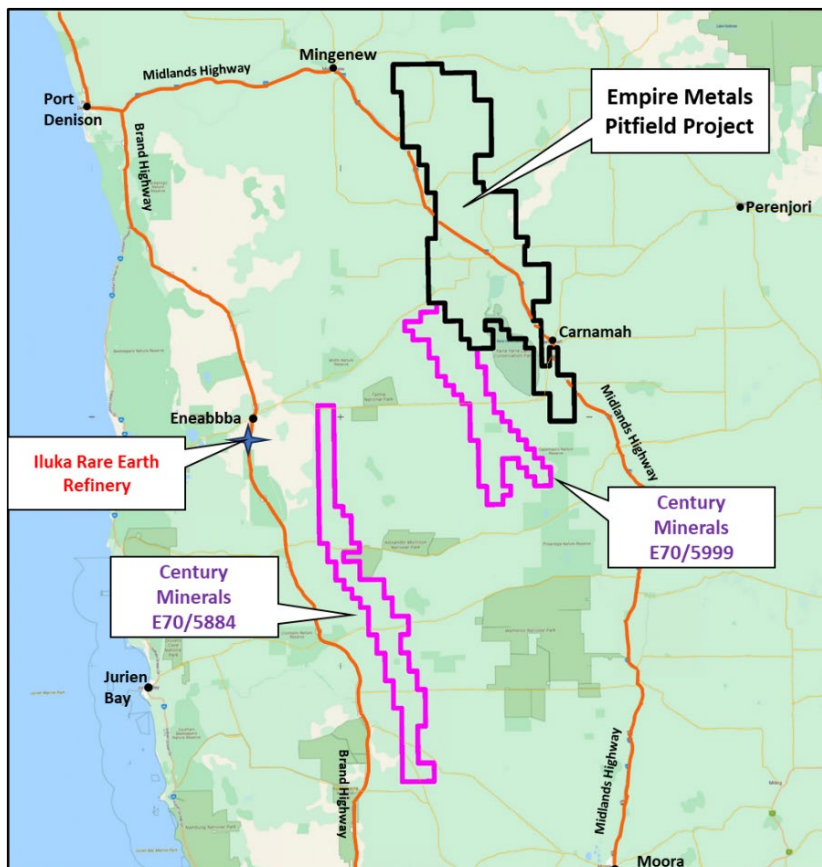 Mingenew
Midlands Highway
Port
Denison
Brand Highway
Empire Metals
Pitfield Project
Perenjori
Carnamah
Eneabbba
Midlands Highway
Iluka Rare Earth
Refinery
Century
Minerals
E70/5999
Century
Minerals
E70/5884
Jurien
Bay
Brand Highway
Midlands Highway
Moora